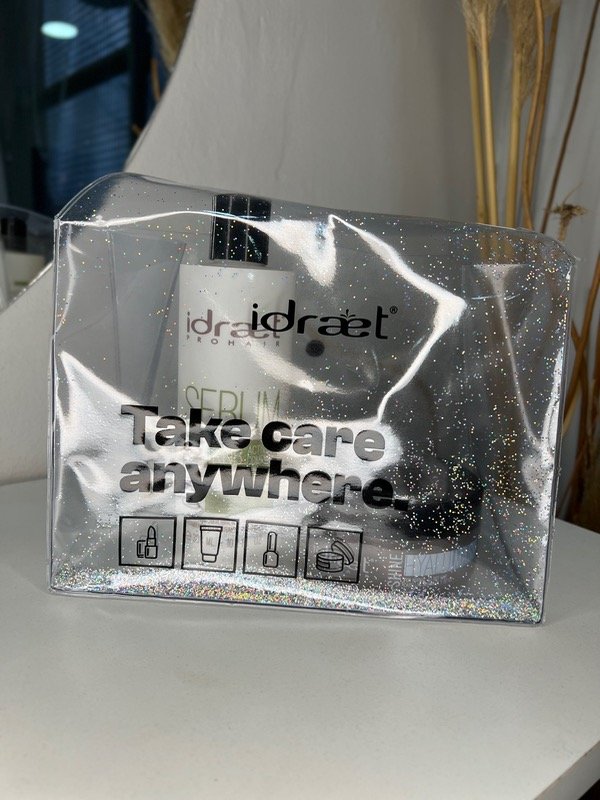 idraet®
idraet
PROHAIR
SERUM
Take care
anywhere.